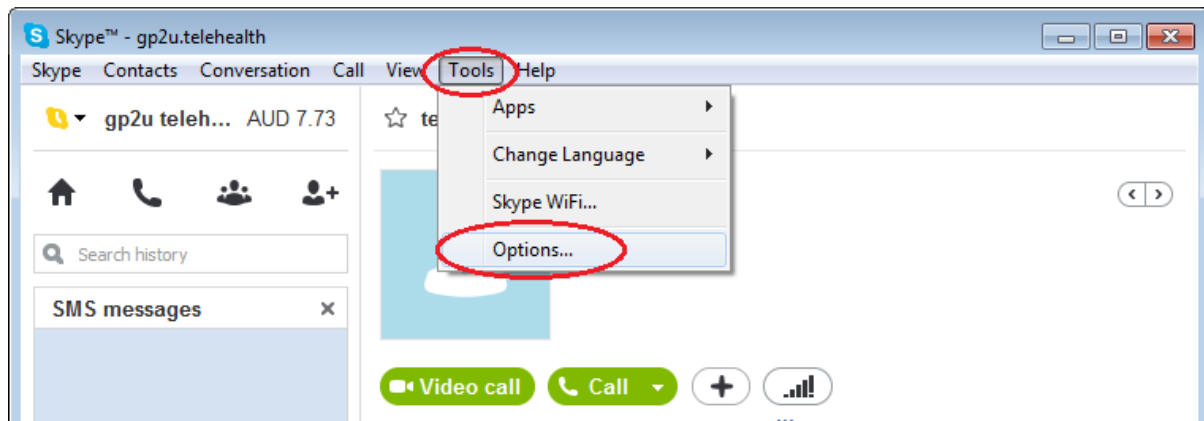 Skype™ - gp2u.telehealth
Skype Contacts Conversation Call View Tools Help
gp2u teleh... AUD 7.73
te
Apps
Change Language
Skype WiFi...
Options...
Search history
SMS messages
Video call
Call